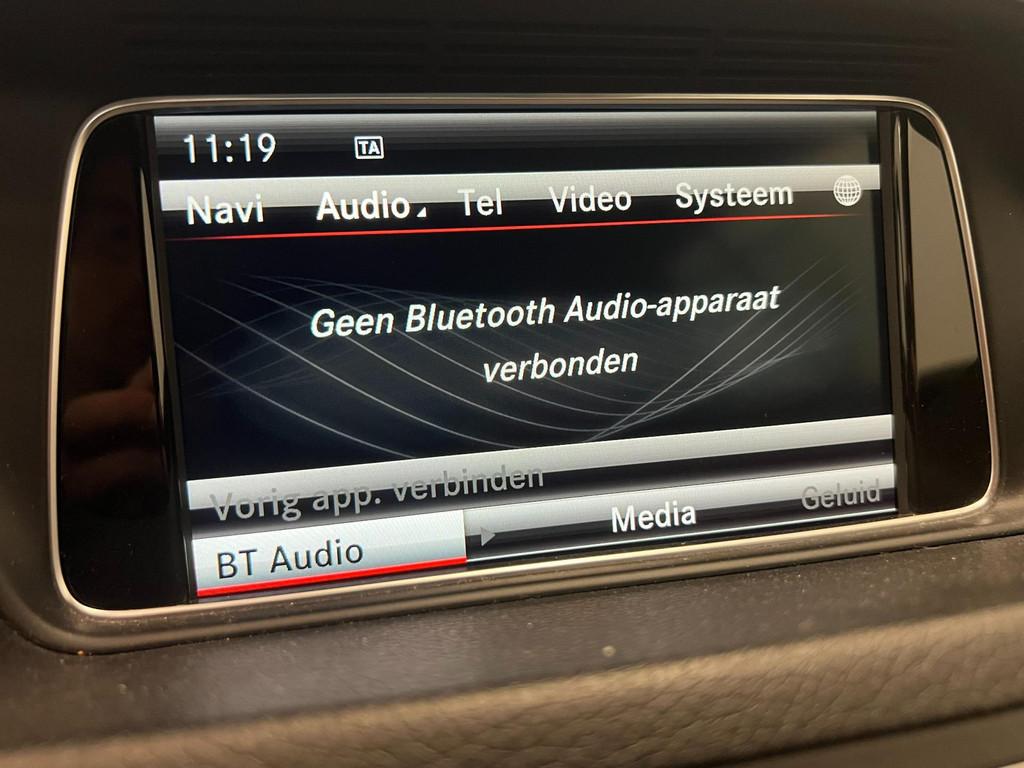 11:19 TA
Navi Audio Tel Video Systeem
Geen Bluetooth Audio-apparaat
verbonden
Vorig app. verbinden
BT Audio Media Geluid